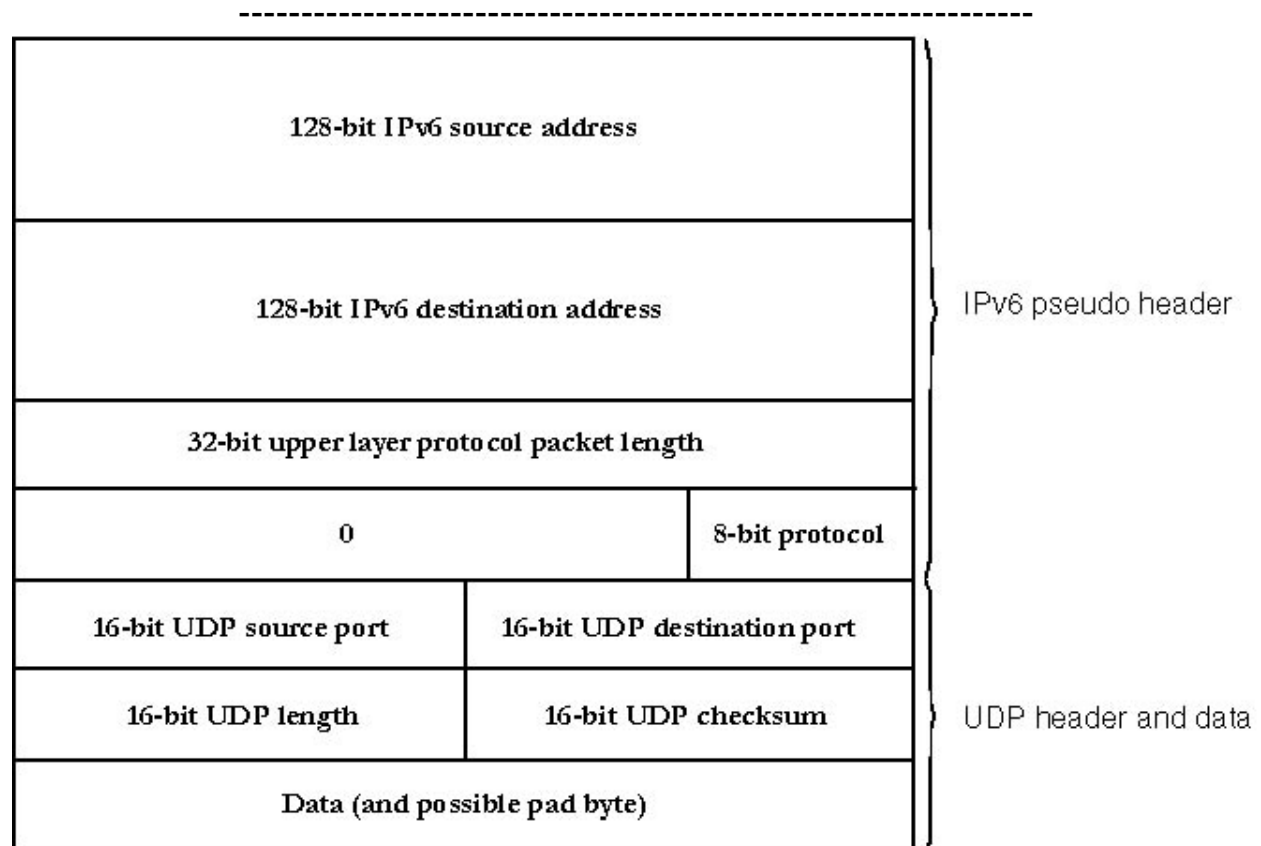 128-bit IPv6 source address
128-bit IPv6 destination address
IPv6 pseudo header
32-bit upper layer protocol packet length
0
8-bit protocol
16-bit UDP source port
16-bit UDP destination port
16-bit UDP length
16-bit UDP checksum
UDP header and data
Data (and possible pad byte)